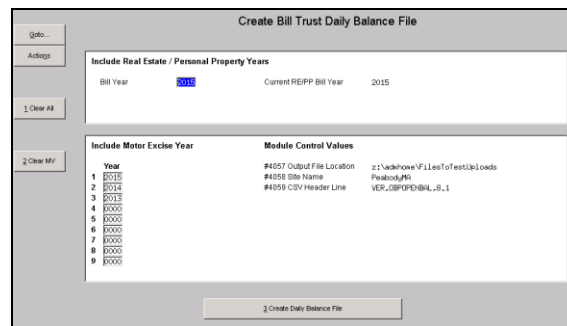 Create Bill Trust Daily Balance File
Goto...
Actions
1 Clear All
2 Clear MV
Include Real Estate / Personal Property Years
Bill Year 2015 Current RE/PP Bill Year 2015
Include Motor Excise Year Module Control Values
Year #4057 Output File Location z:\admhome\FilesToTestUploads
1 2015 #4058 Site Name PeabodyMA
2 2014 #4059 CSV Header Line VER,OBPOPENBAL,8.1
3 2013
4 0000
5 0000
6 0000
7 0000
8 0000
9 0000
3 Create Daily Balance File